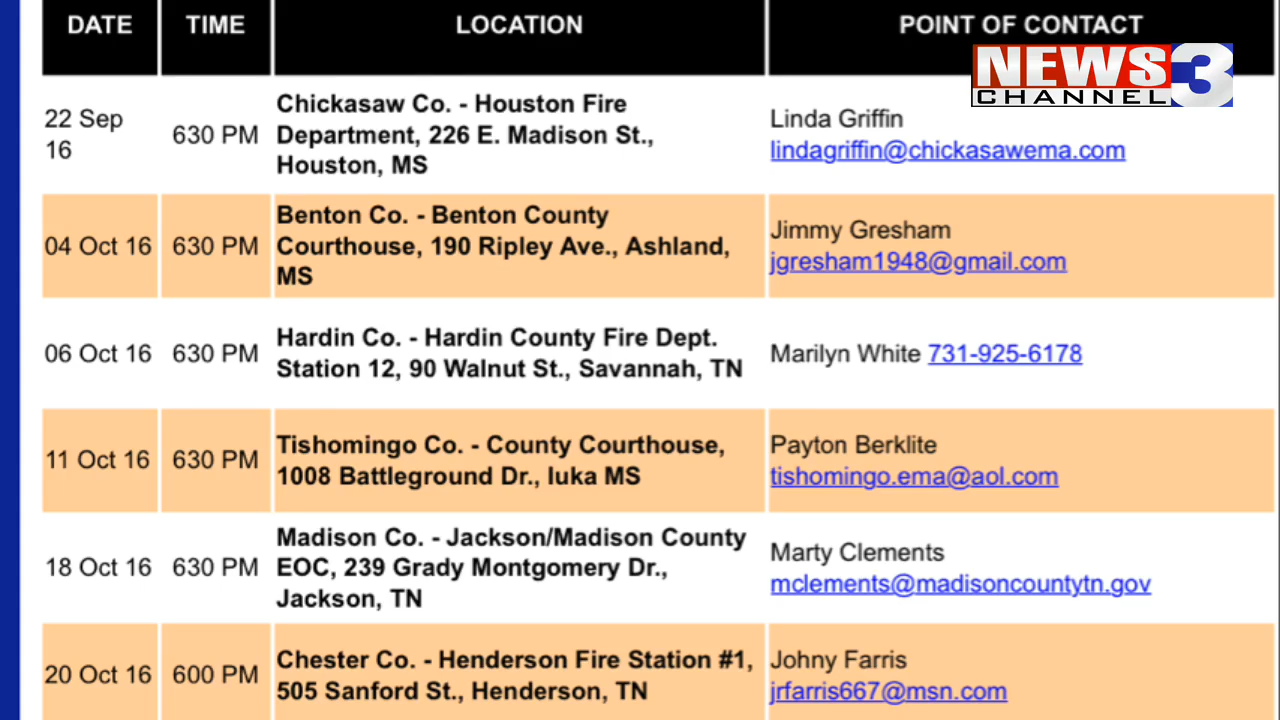 DATE TIME LOCATION POINT OF CONTACT
NEWS 3
CHANNEL
22 Sep
16
630 PM
Chickasaw Co. - Houston Fire
Department, 226 E. Madison St.,
Houston, MS
Linda Griffin
lindagriffin@chickasawema.com
04 Oct 16
630 PM
Benton Co. - Benton County
Courthouse, 190 Ripley Ave., Ashland,
MS
Jimmy Gresham
jgresham1948@gmail.com
06 Oct 16
630 PM
Hardin Co. - Hardin County Fire Dept.
Station 12, 90 Walnut St., Savannah, TN
Marilyn White 731-925-6178
11 Oct 16
630 PM
Tishomingo Co. - County Courthouse,
1008 Battleground Dr., Iuka MS
Payton Berklite
tishomingo.ema@aol.com
18 Oct 16
630 PM
Madison Co. - Jackson/Madison County
EOC, 239 Grady Montgomery Dr.,
Jackson, TN
Marty Clements
mclements@madisoncountytn.gov
20 Oct 16
600 PM
Chester Co. - Henderson Fire Station #1,
505 Sanford St., Henderson, TN
Johny Farris
jrfarris667@msn.com